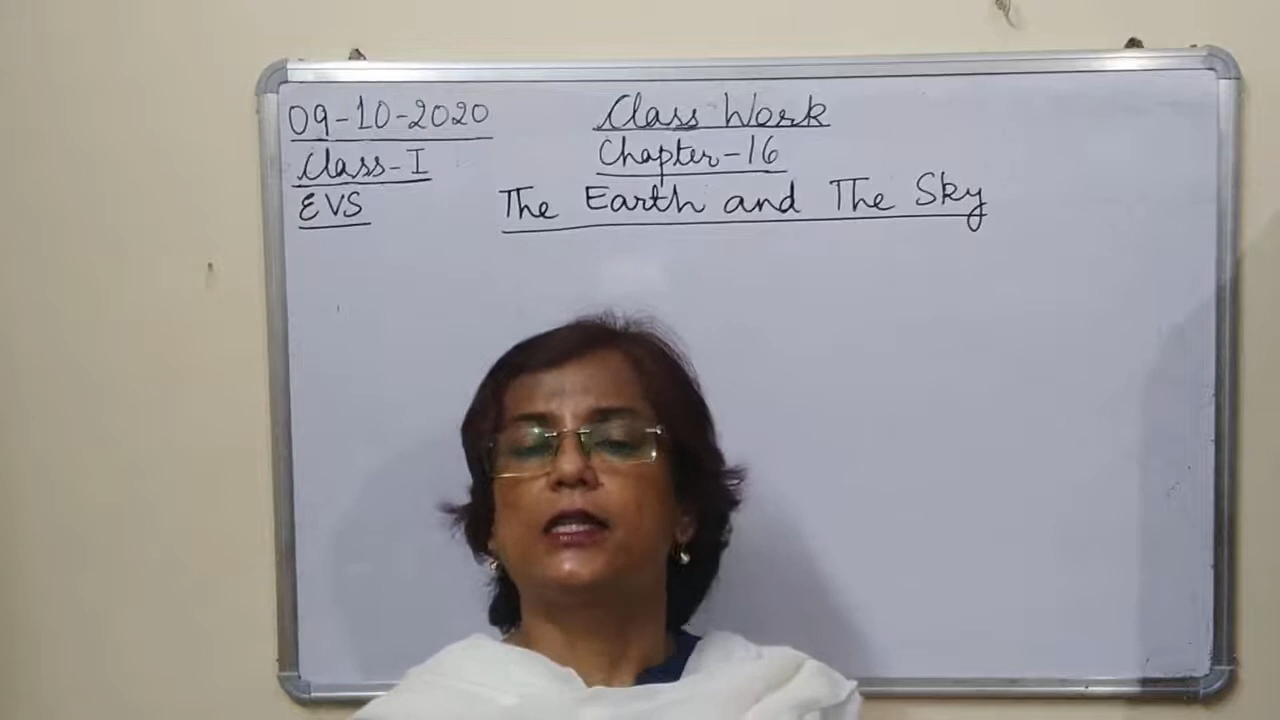 09-10-2020
Class Work
Class-I
Chapter-16
EVS
The Earth and The Sky